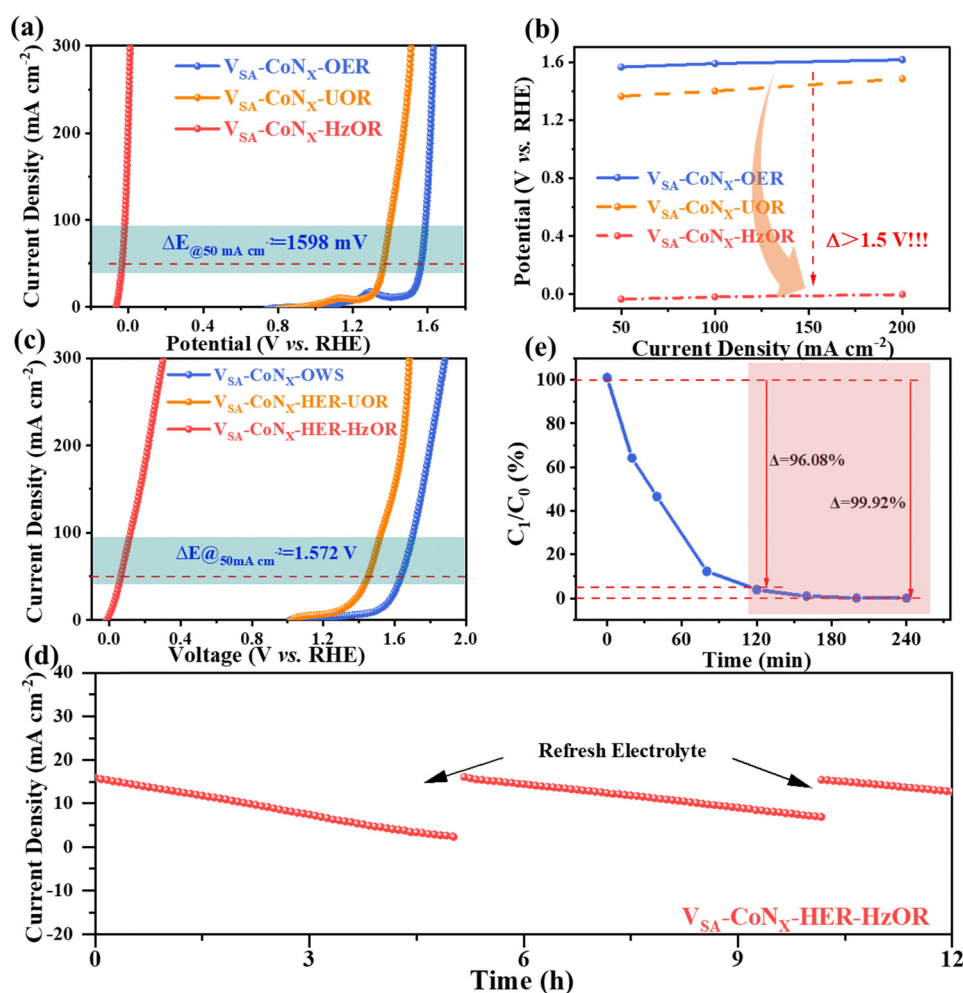 (a)
300
200
100
0
Current Density (mA cm⁻²)
V_SA-CoN_X-OER
V_SA-CoN_X-UOR
V_SA-CoN_X-HzOR
ΔE_@50 mA cm⁻²=1598 mV
0.0 0.4 0.8 1.2 1.6
Potential (V vs. RHE)
(b)
1.6
1.2
0.8
0.4
0.0
Potential (V vs. RHE)
V_SA-CoN_X-OER
V_SA-CoN_X-UOR
V_SA-CoN_X-HzOR
Δ>1.5 V!!!
50 100 150 200
Current Density (mA cm⁻²)
(c)
300
200
100
0
Current Density (mA cm⁻²)
V_SA-CoN_X-OWS
V_SA-CoN_X-HER-UOR
V_SA-CoN_X-HER-HzOR
ΔE@_50mA cm⁻²=1.572 V
0.0 0.4 0.8 1.2 1.6 2.0
Voltage (V vs. RHE)
(e)
100
80
60
40
20
0
C₁/C₀ (%)
Δ=96.08%
Δ=99.92%
0 60 120 180 240
Time (min)
(d)
40
30
20
10
0
-10
-20
Current Density (mA cm⁻²)
Refresh Electrolyte
V_SA-CoN_X-HER-HzOR
0 3 6 9 12
Time (h)